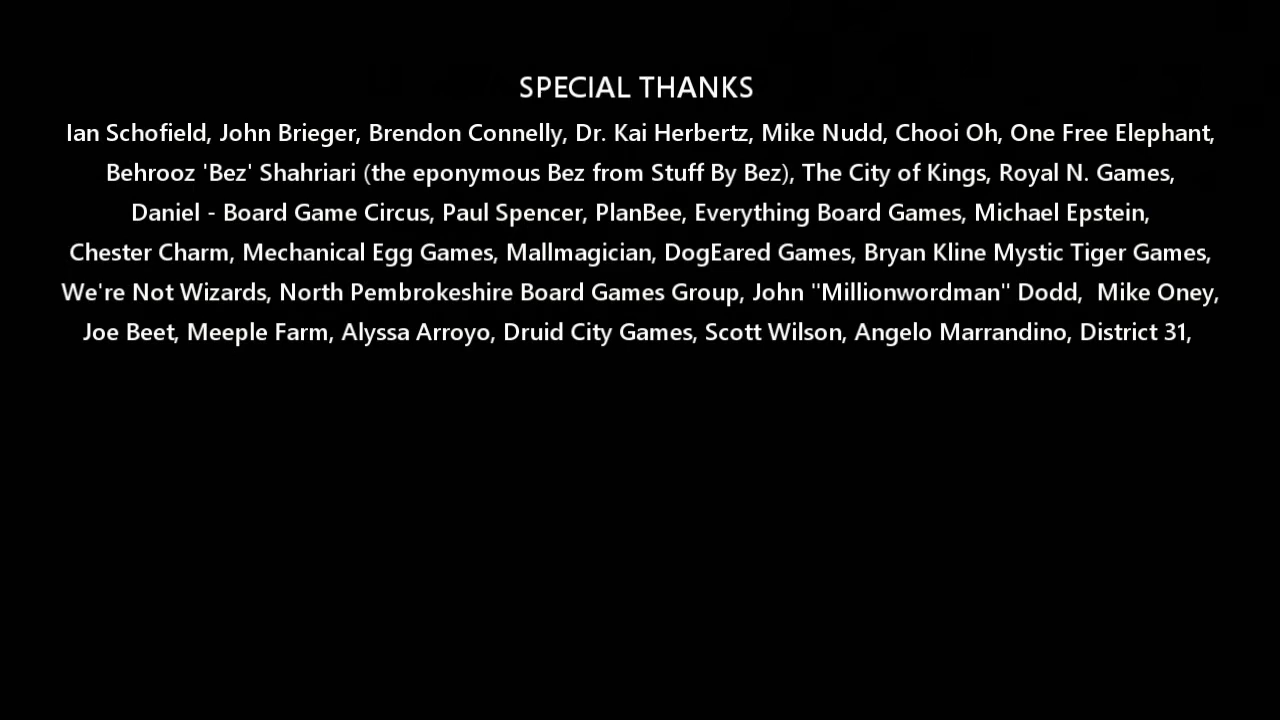 SPECIAL THANKS
Ian Schofield, John Brieger, Brendon Connelly, Dr. Kai Herbertz, Mike Nudd, Chooi Oh, One Free Elephant,
Behrooz 'Bez' Shahriari (the eponymous Bez from Stuff By Bez), The City of Kings, Royal N. Games,
Daniel - Board Game Circus, Paul Spencer, PlanBee, Everything Board Games, Michael Epstein,
Chester Charm, Mechanical Egg Games, Mallmagician, DogEared Games, Bryan Kline Mystic Tiger Games,
We're Not Wizards, North Pembrokeshire Board Games Group, John "Millionwordman" Dodd,  Mike Oney,
Joe Beet, Meeple Farm, Alyssa Arroyo, Druid City Games, Scott Wilson, Angelo Marrandino, District 31,